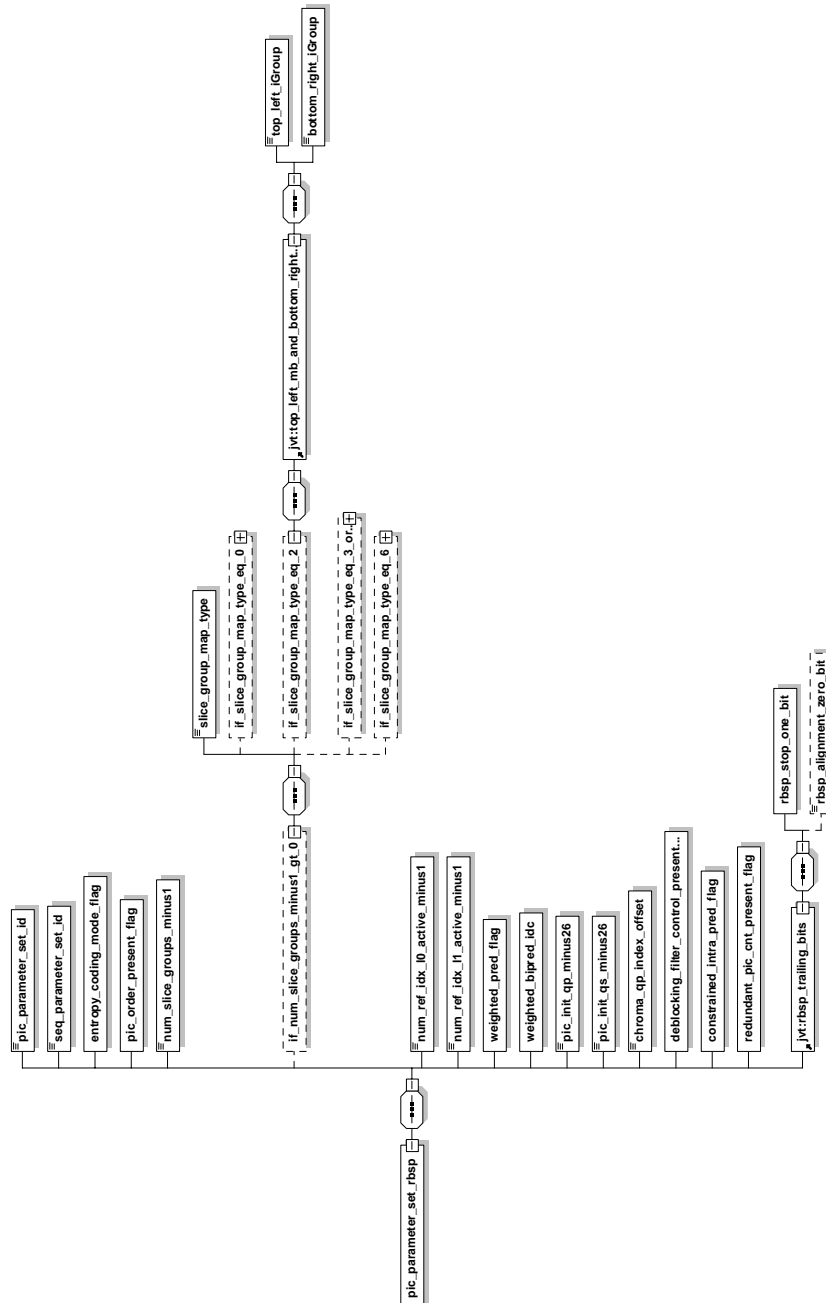 pic_parameter_set_rbsp
pic_parameter_set_id
seq_parameter_set_id
entropy_coding_mode_flag
pic_order_present_flag
num_slice_groups_minus1
if_num_slice_groups_minus1_gt_0
slice_group_map_type
if_slice_group_map_type_eq_0
if_slice_group_map_type_eq_2
jvt:top_left_mb_and_bottom_right..
top_left_iGroup
bottom_right_iGroup
if_slice_group_map_type_eq_3_or..
if_slice_group_map_type_eq_6
num_ref_idx_l0_active_minus1
num_ref_idx_l1_active_minus1
weighted_pred_flag
weighted_bipred_idc
pic_init_qp_minus26
pic_init_qs_minus26
chroma_qp_index_offset
deblocking_filter_control_present...
constrained_intra_pred_flag
redundant_pic_cnt_present_flag
jvt:rbsp_trailing_bits
rbsp_stop_one_bit
rbsp_alignment_zero_bit